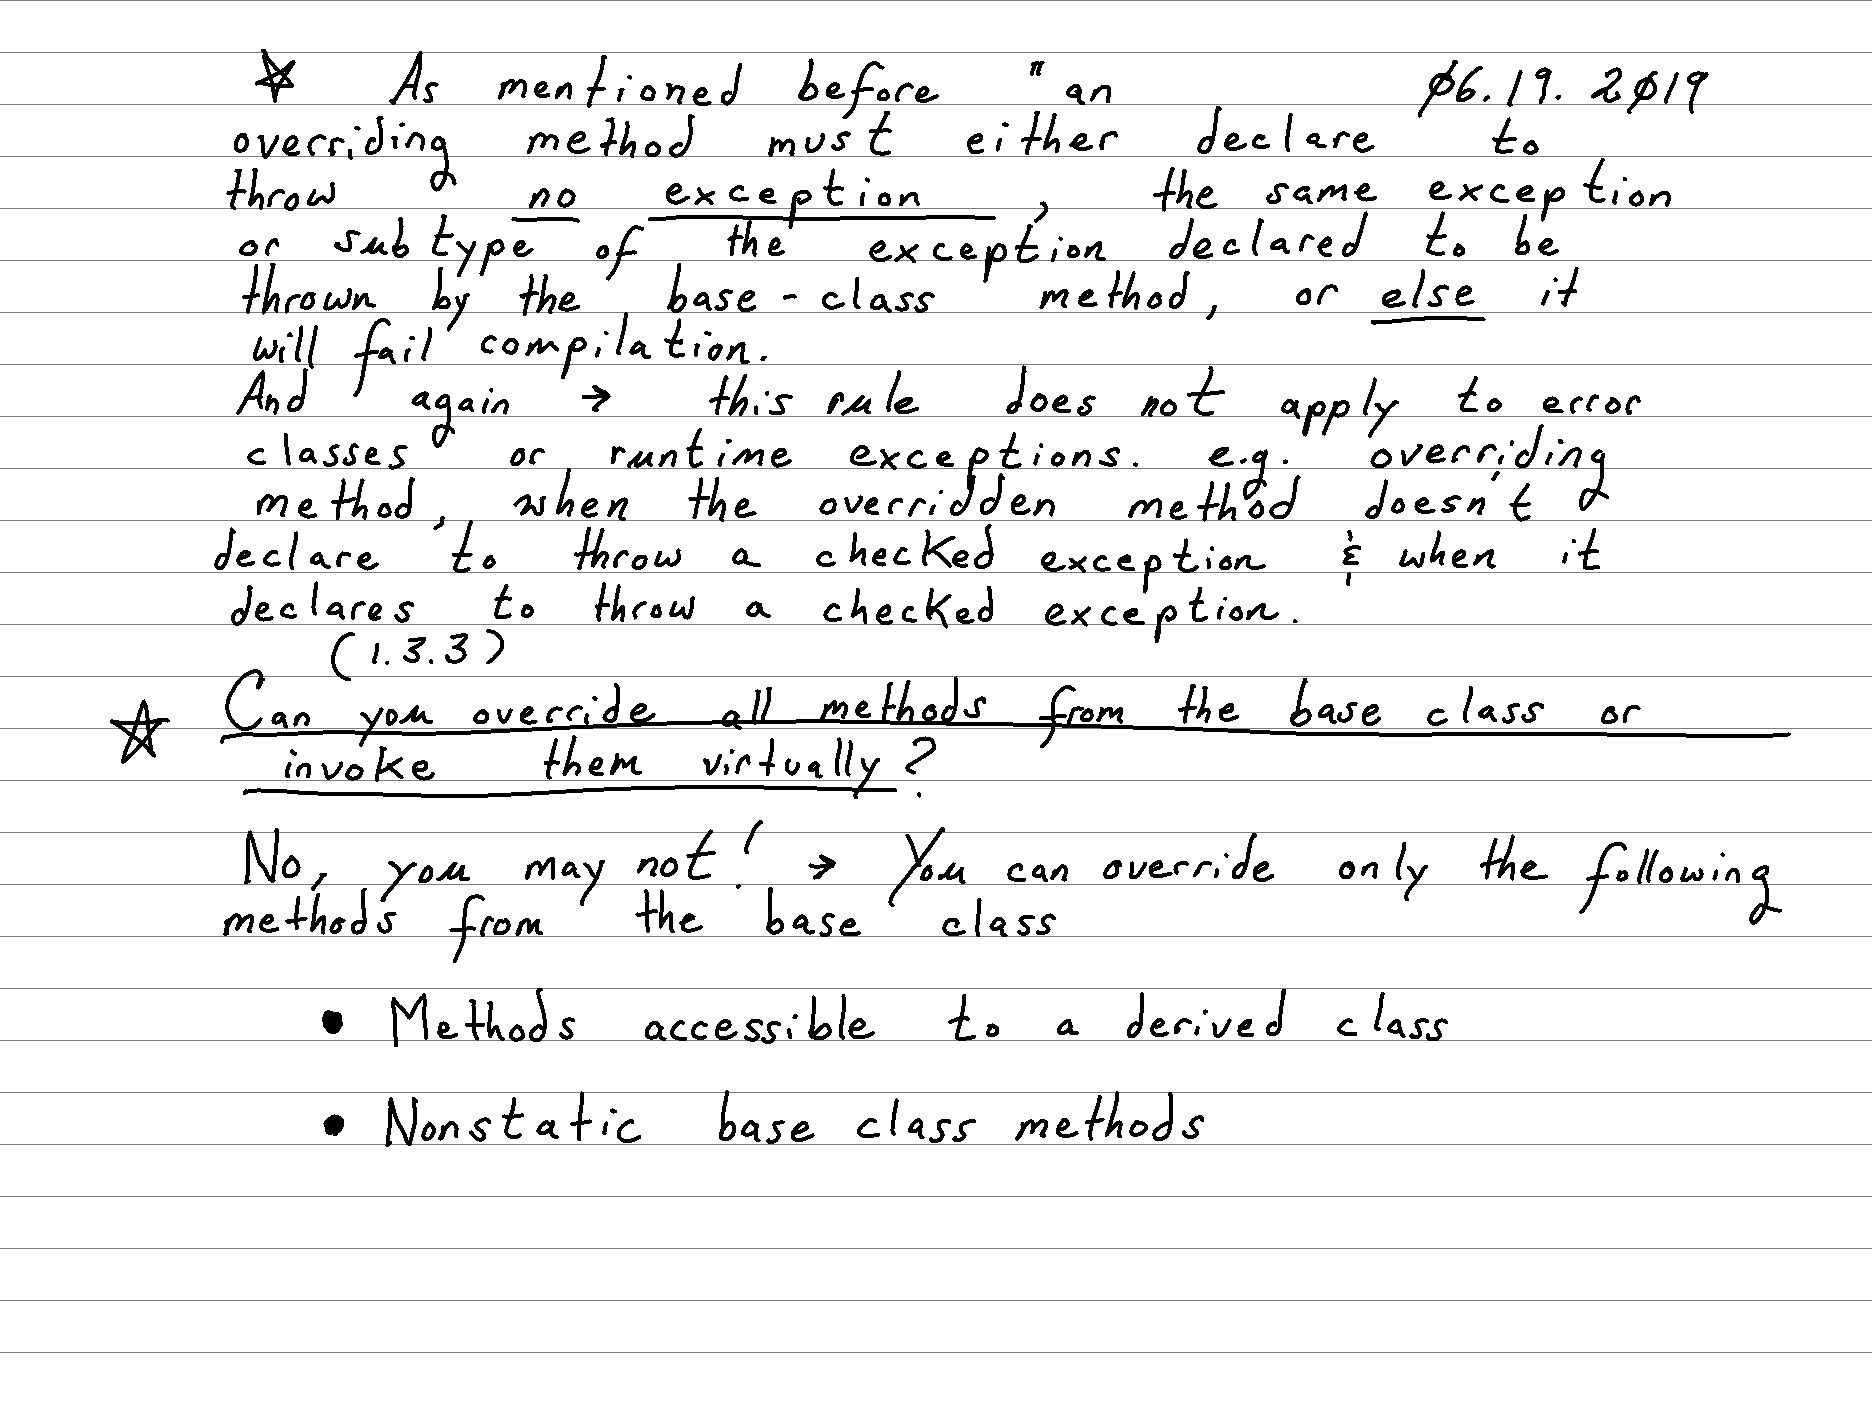 ☆ As mentioned before "an 06.19.2019
overriding method must either declare to
throw no exception, the same exception
or subtype of the exception declared to be
thrown by the base-class method, or else it
will fail compilation.
And again → this rule does not apply to error
classes or runtime exceptions. e.g. overriding
method, when the overridden method doesn't
declare to throw a checked exception & when it
declares to throw a checked exception.
(1.3.3)
☆ Can you override all methods from the base class or
invoke them virtually?
No, you may not! → You can override only the following
methods from the base class
• Methods accessible to a derived class
• Nonstatic base class methods